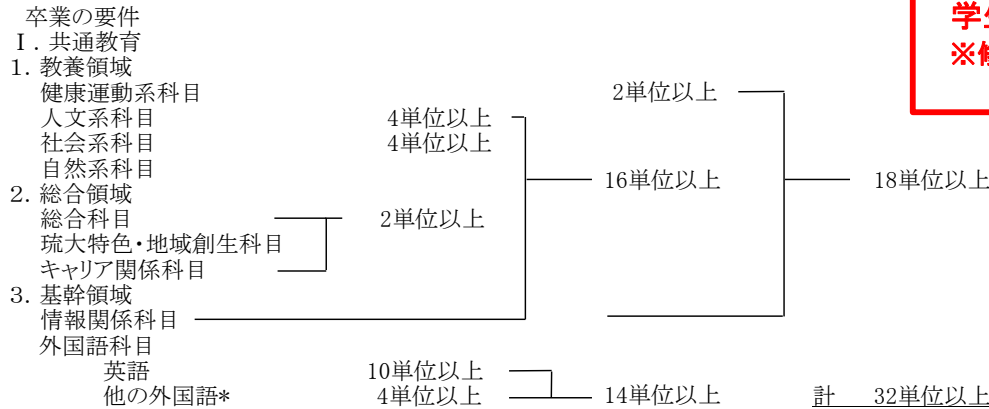 卒業の要件
Ⅰ．共通教育
1．教養領域
健康運動系科目 2単位以上
人文系科目 4単位以上
社会系科目 4単位以上
自然系科目
16単位以上 18単位以上
2．総合領域
総合科目 2単位以上
琉大特色・地域創生科目
キャリア関係科目
3．基幹領域
情報関係科目
外国語科目
英語 10単位以上
他の外国語* 4単位以上 14単位以上 計 32単位以上
※